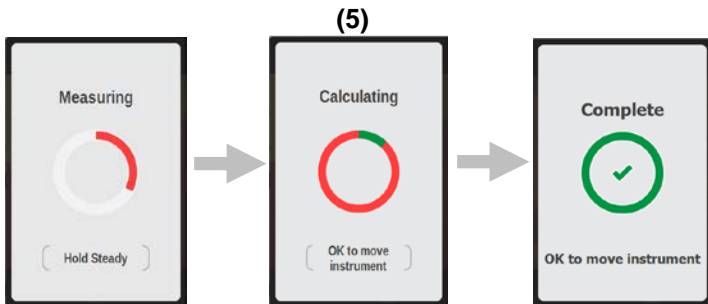 (5)
Measuring
Hold Steady
Calculating
OK to move
instrument
Complete
OK to move instrument